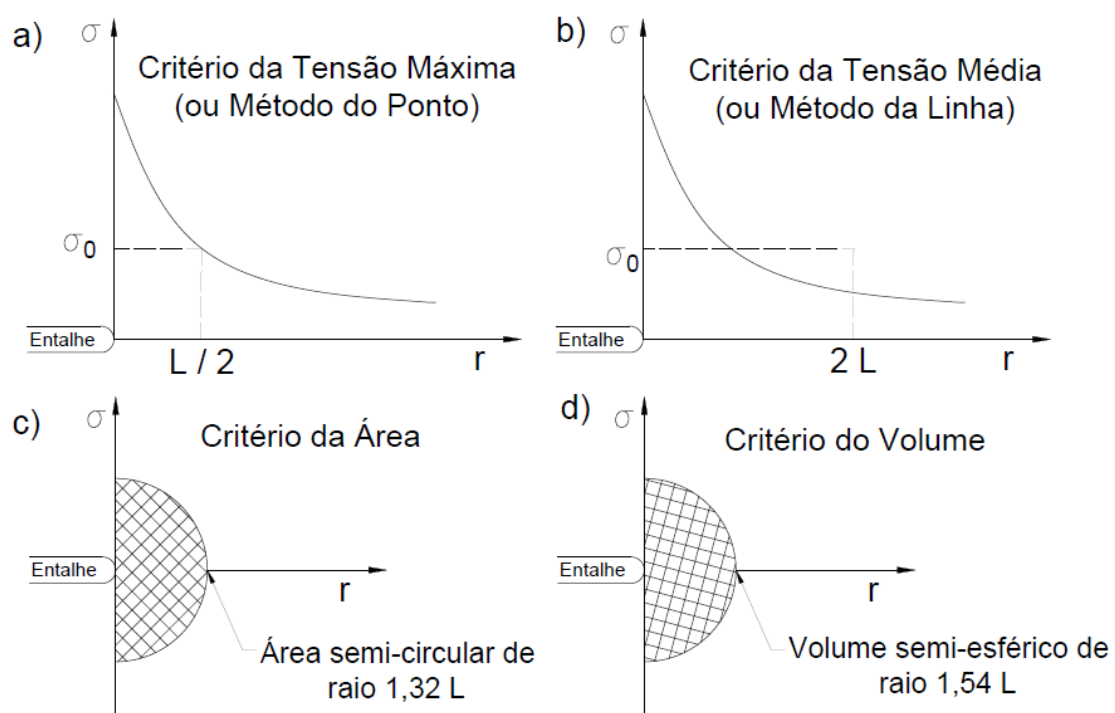 a)
σ
Critério da Tensão Máxima
(ou Método do Ponto)
σ0
Entalhe
L / 2
r
b)
σ
Critério da Tensão Média
(ou Método da Linha)
σ0
Entalhe
2 L
r
c)
σ
Critério da Área
Entalhe
r
Área semi-circular de
raio 1,32 L
d)
σ
Critério do Volume
Entalhe
r
Volume semi-esférico de
raio 1,54 L